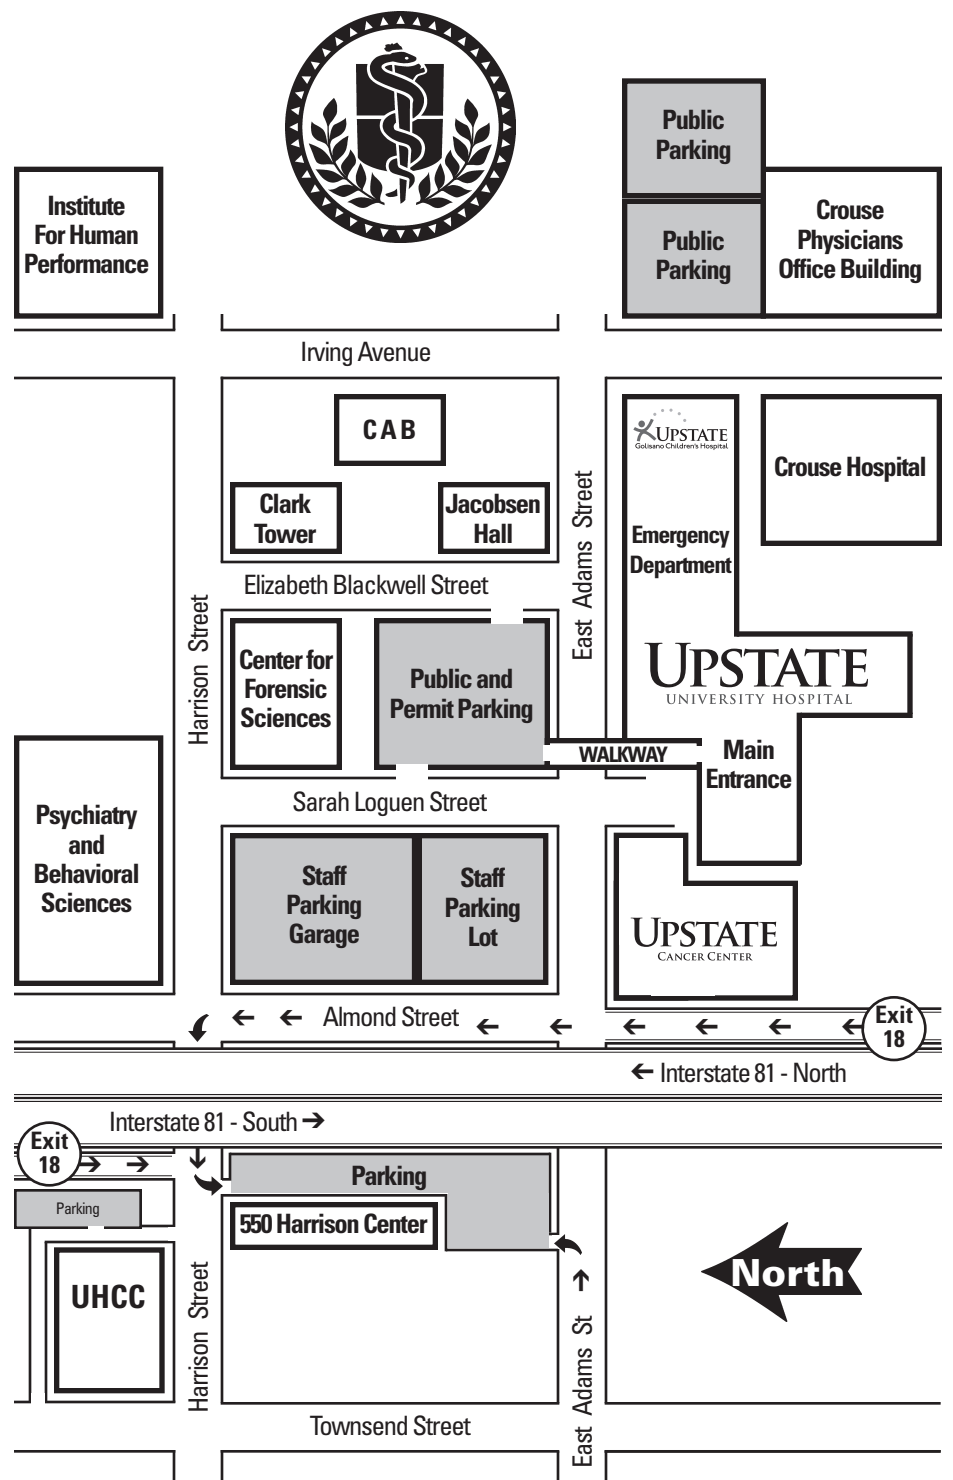 Public
Parking
Institute
For Human
Performance
Public
Parking
Crouse
Physicians
Office Building
Irving Avenue
CAB
UPSTATE
Golisano Children's Hospital
Crouse Hospital
Clark
Tower
Jacobsen
Hall
Emergency
Department
Elizabeth Blackwell Street
East Adams Street
Harrison Street
Center for
Forensic
Sciences
Public and
Permit Parking
UPSTATE
UNIVERSITY HOSPITAL
WALKWAY
Main
Entrance
Sarah Loguen Street
Psychiatry
and
Behavioral
Sciences
Staff
Parking
Garage
Staff
Parking
Lot
UPSTATE
CANCER CENTER
Almond Street
Exit
18
Interstate 81 - North
Interstate 81 - South
Exit
18
Parking
Parking
550 Harrison Center
UHCC
North
Harrison Street
East Adams St
Townsend Street